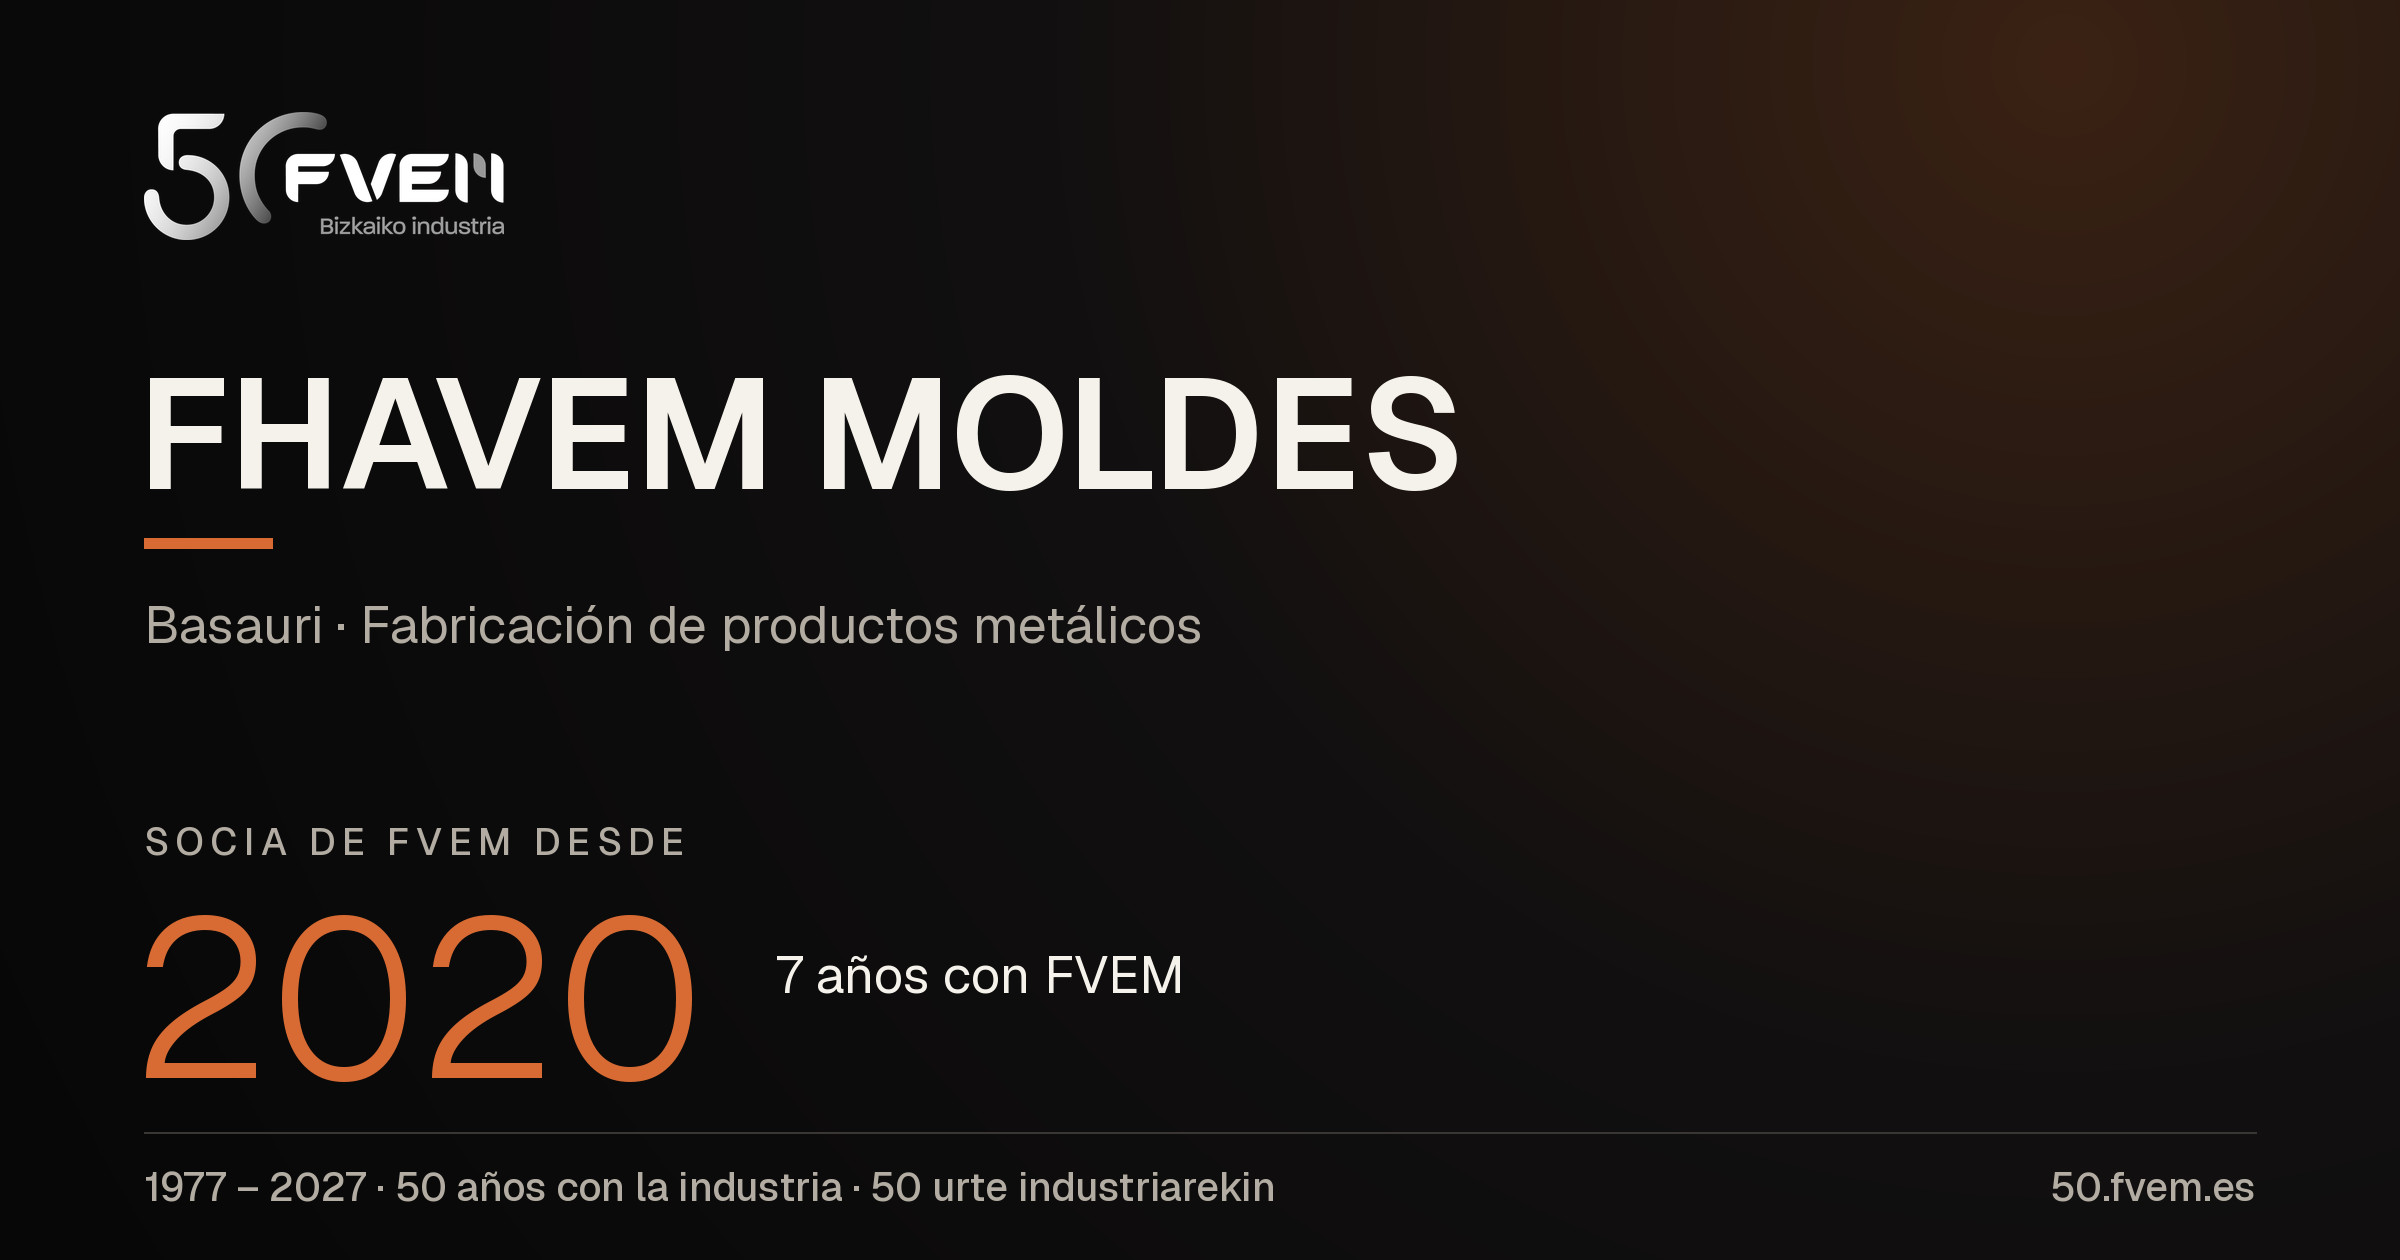 50 FVEM
Bizkaiko industria
FHAVEM MOLDES
Basauri · Fabricación de productos metálicos
SOCIA DE FVEM DESDE
2020
7 años con FVEM
1977 – 2027 · 50 años con la industria · 50 urte industriarekin
50.fvem.es